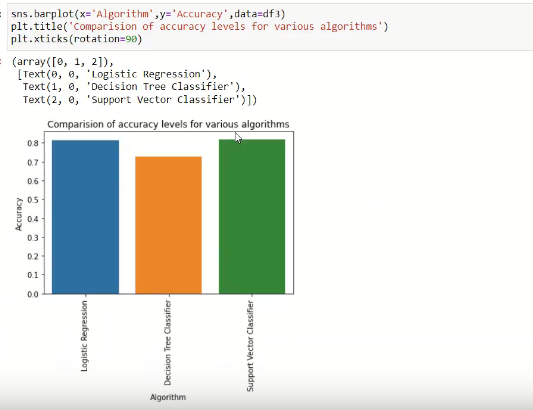 sns.barplot(x='Algorithm',y='Accuracy',data=df3)
plt.title('Comparision of accuracy levels for various algorithms')
plt.xticks(rotation=90)
(array([0, 1, 2]),
[Text(0, 0, 'Logistic Regression'),
Text(1, 0, 'Decision Tree Classifier'),
Text(2, 0, 'Support Vector Classifier')])
Comparision of accuracy levels for various algorithms
0.8
0.7
0.6
0.5
0.4
0.3
0.2
0.1
0.0
Accuracy
Logistic Regression
Decision Tree Classifier
Support Vector Classifier
Algorithm